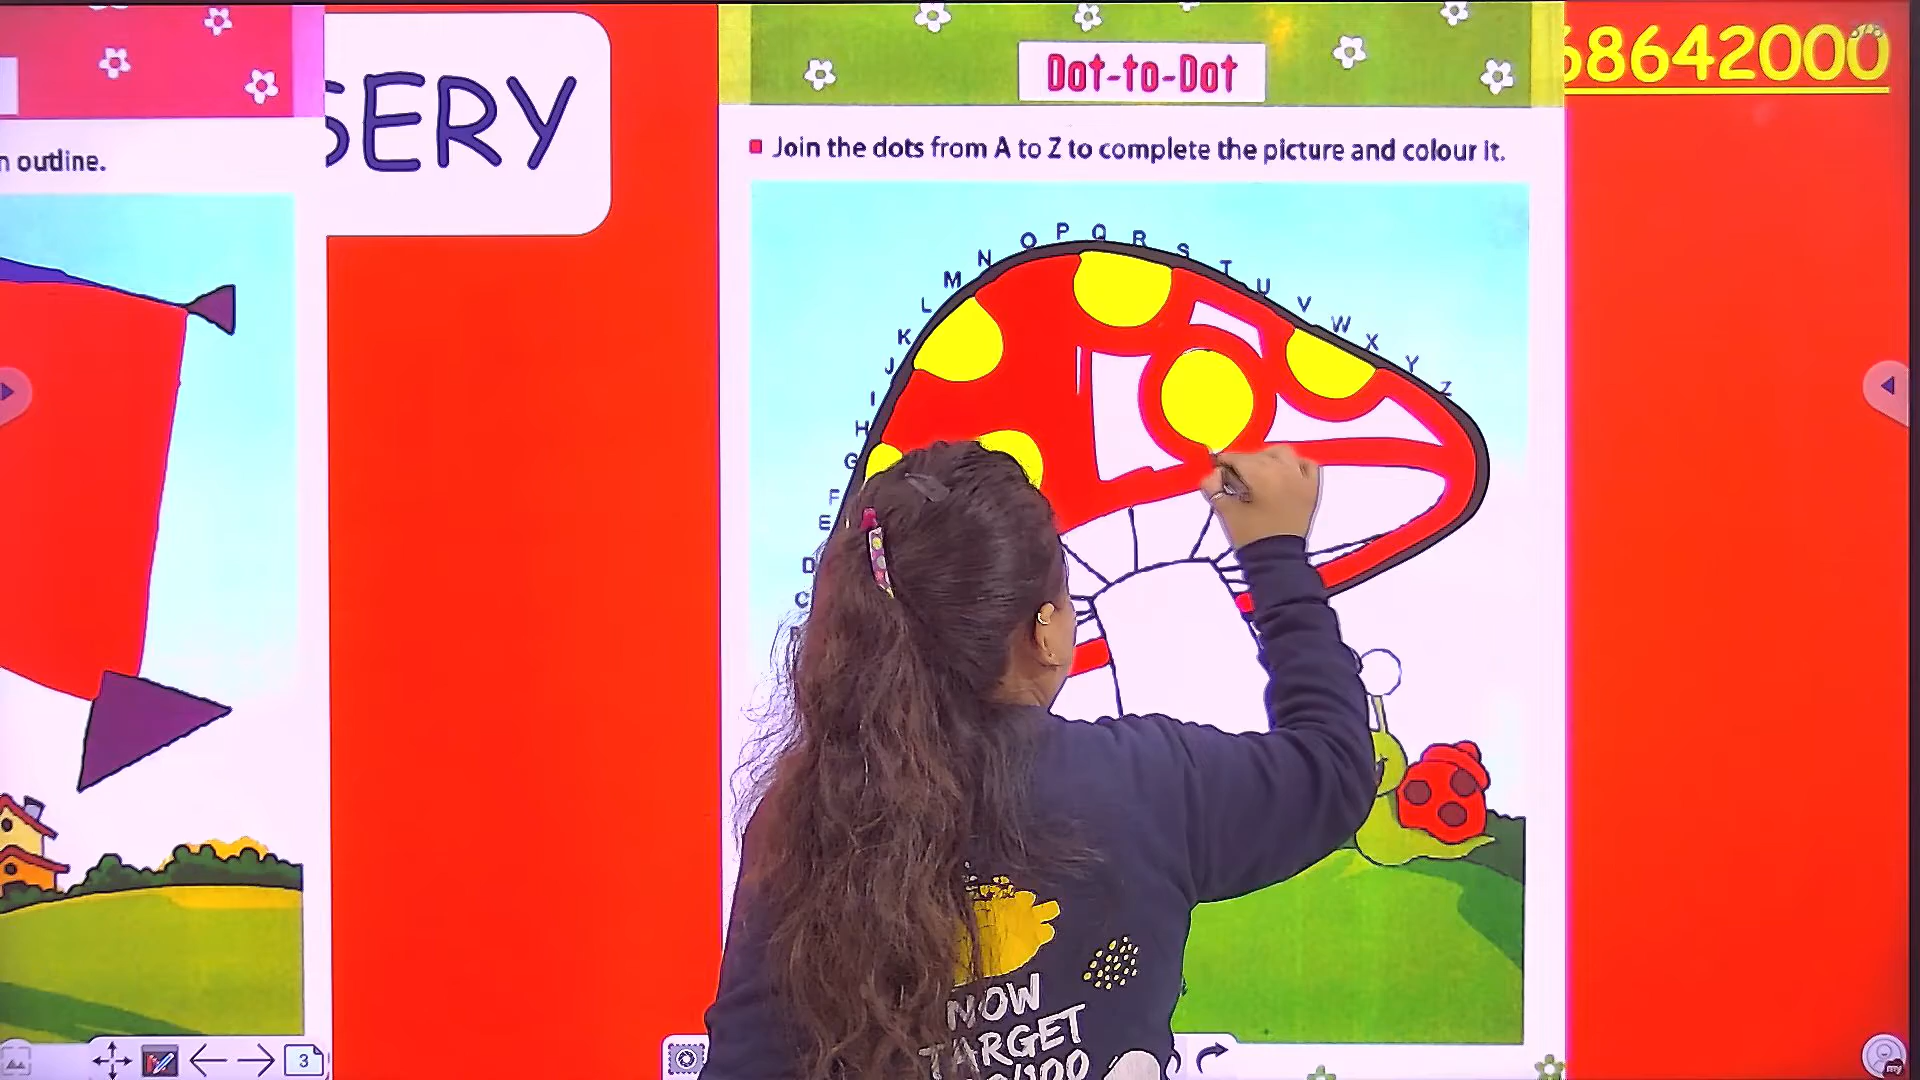 n outline.
SERY
Dot-to-Dot
68642000
Join the dots from A to Z to complete the picture and colour it.
C
D
E
F
G
H
I
J
K
L
M
N
O
P
Q
R
S
T
U
V
W
X
Y
Z
NOW
TARGET
3
my